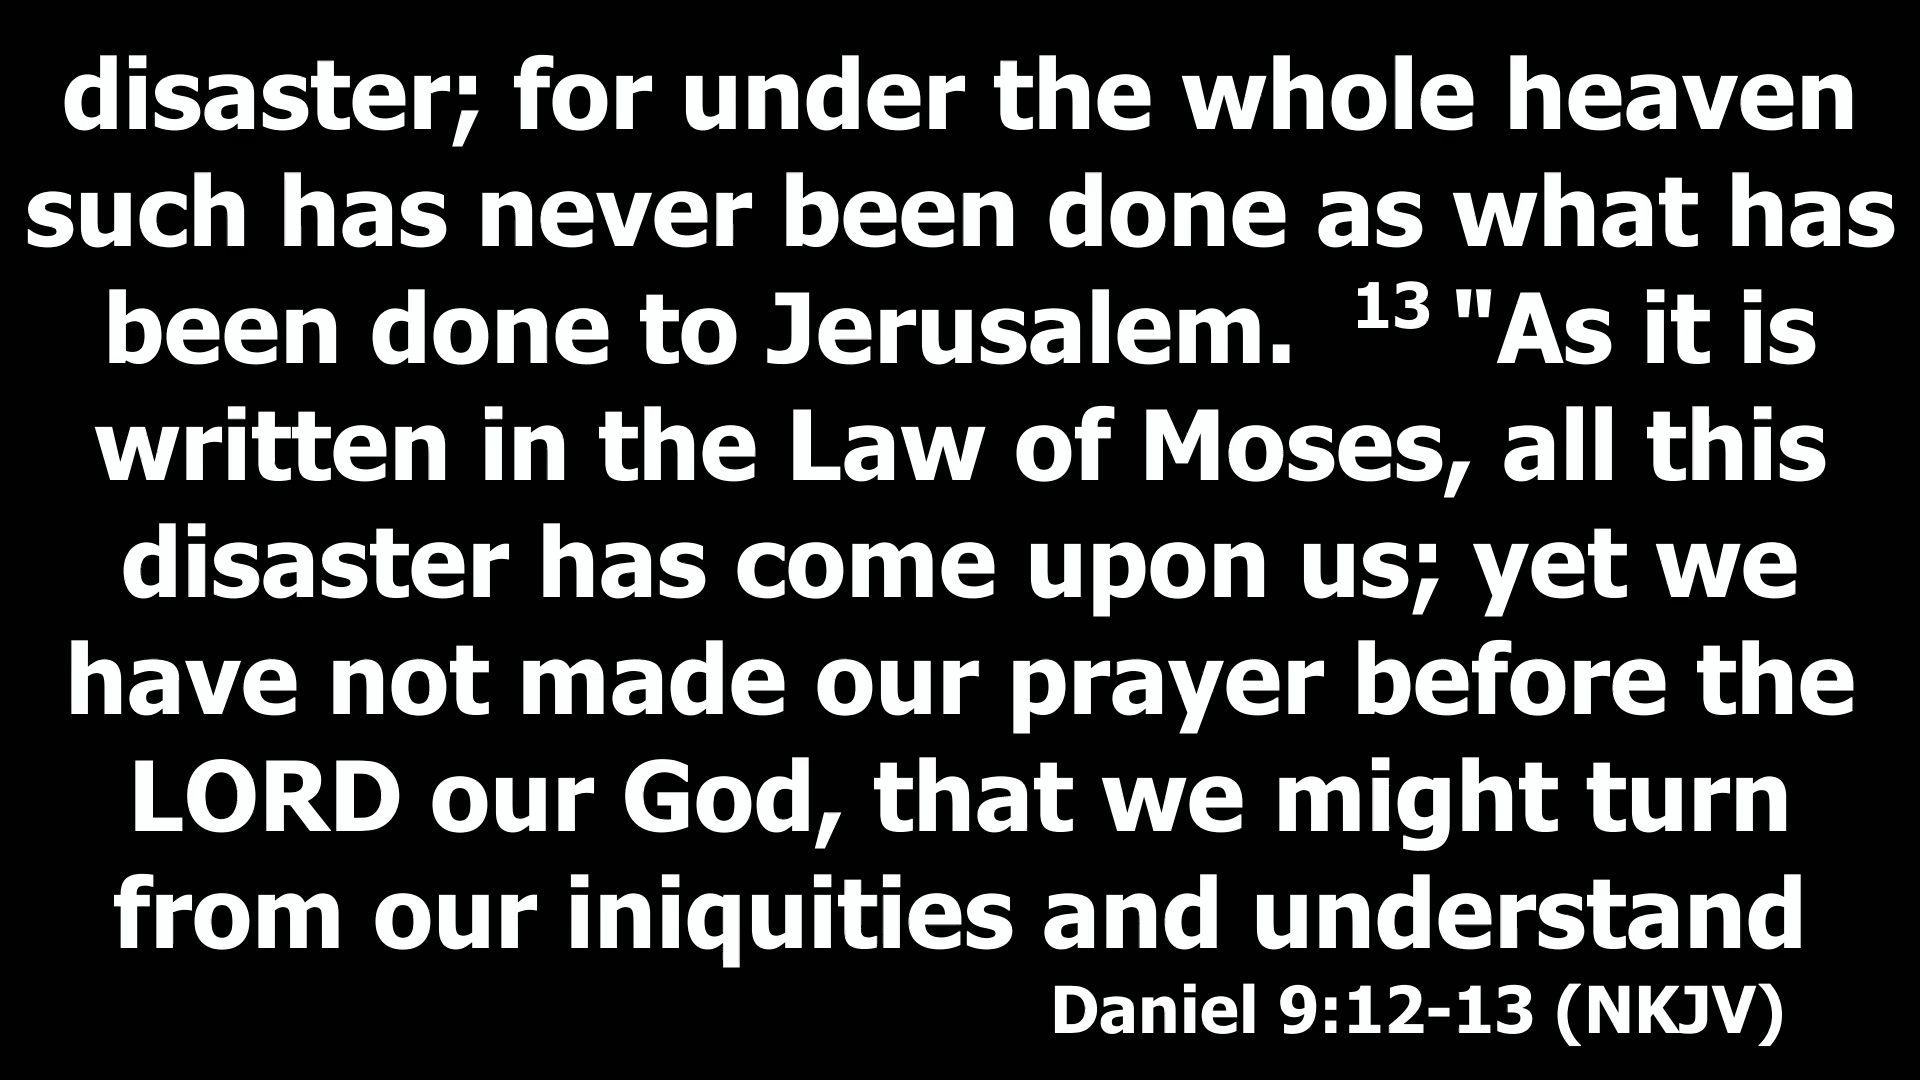 disaster; for under the whole heaven
such has never been done as what has
been done to Jerusalem. 13 "As it is
written in the Law of Moses, all this
disaster has come upon us; yet we
have not made our prayer before the
LORD our God, that we might turn
from our iniquities and understand
Daniel 9:12-13 (NKJV)